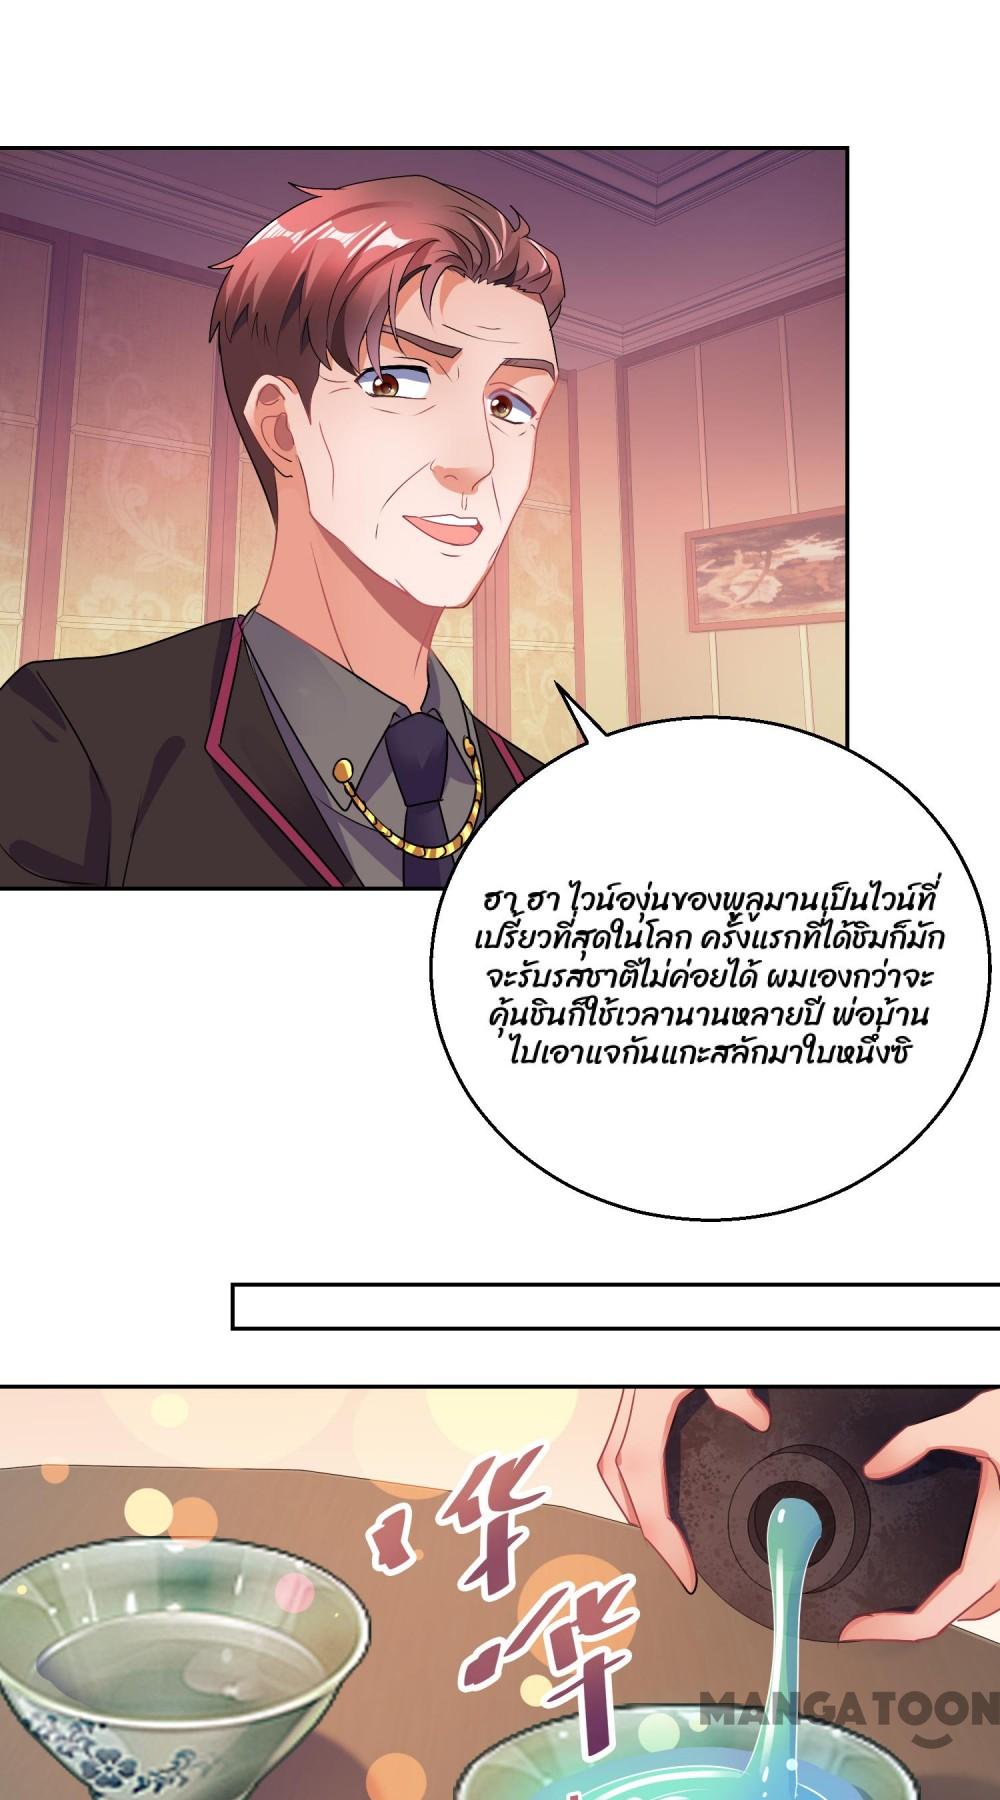 ฮา ฮา ไวน์องุ่นของพูลูมานเป็นไวน์ที่
เปรี้ยวที่สุดในโลก ครั้งแรกที่ได้ชิมก็มัก
จะรับรสชาติไม่ค่อยได้ ผมเองกว่าจะ
คุ้นชินก็ใช้เวลานานหลายปี พ่อบ้าน
ไปเอาแจกันแกะสลักมาใบหนึ่งซิ
哗
哗
MANGATOON